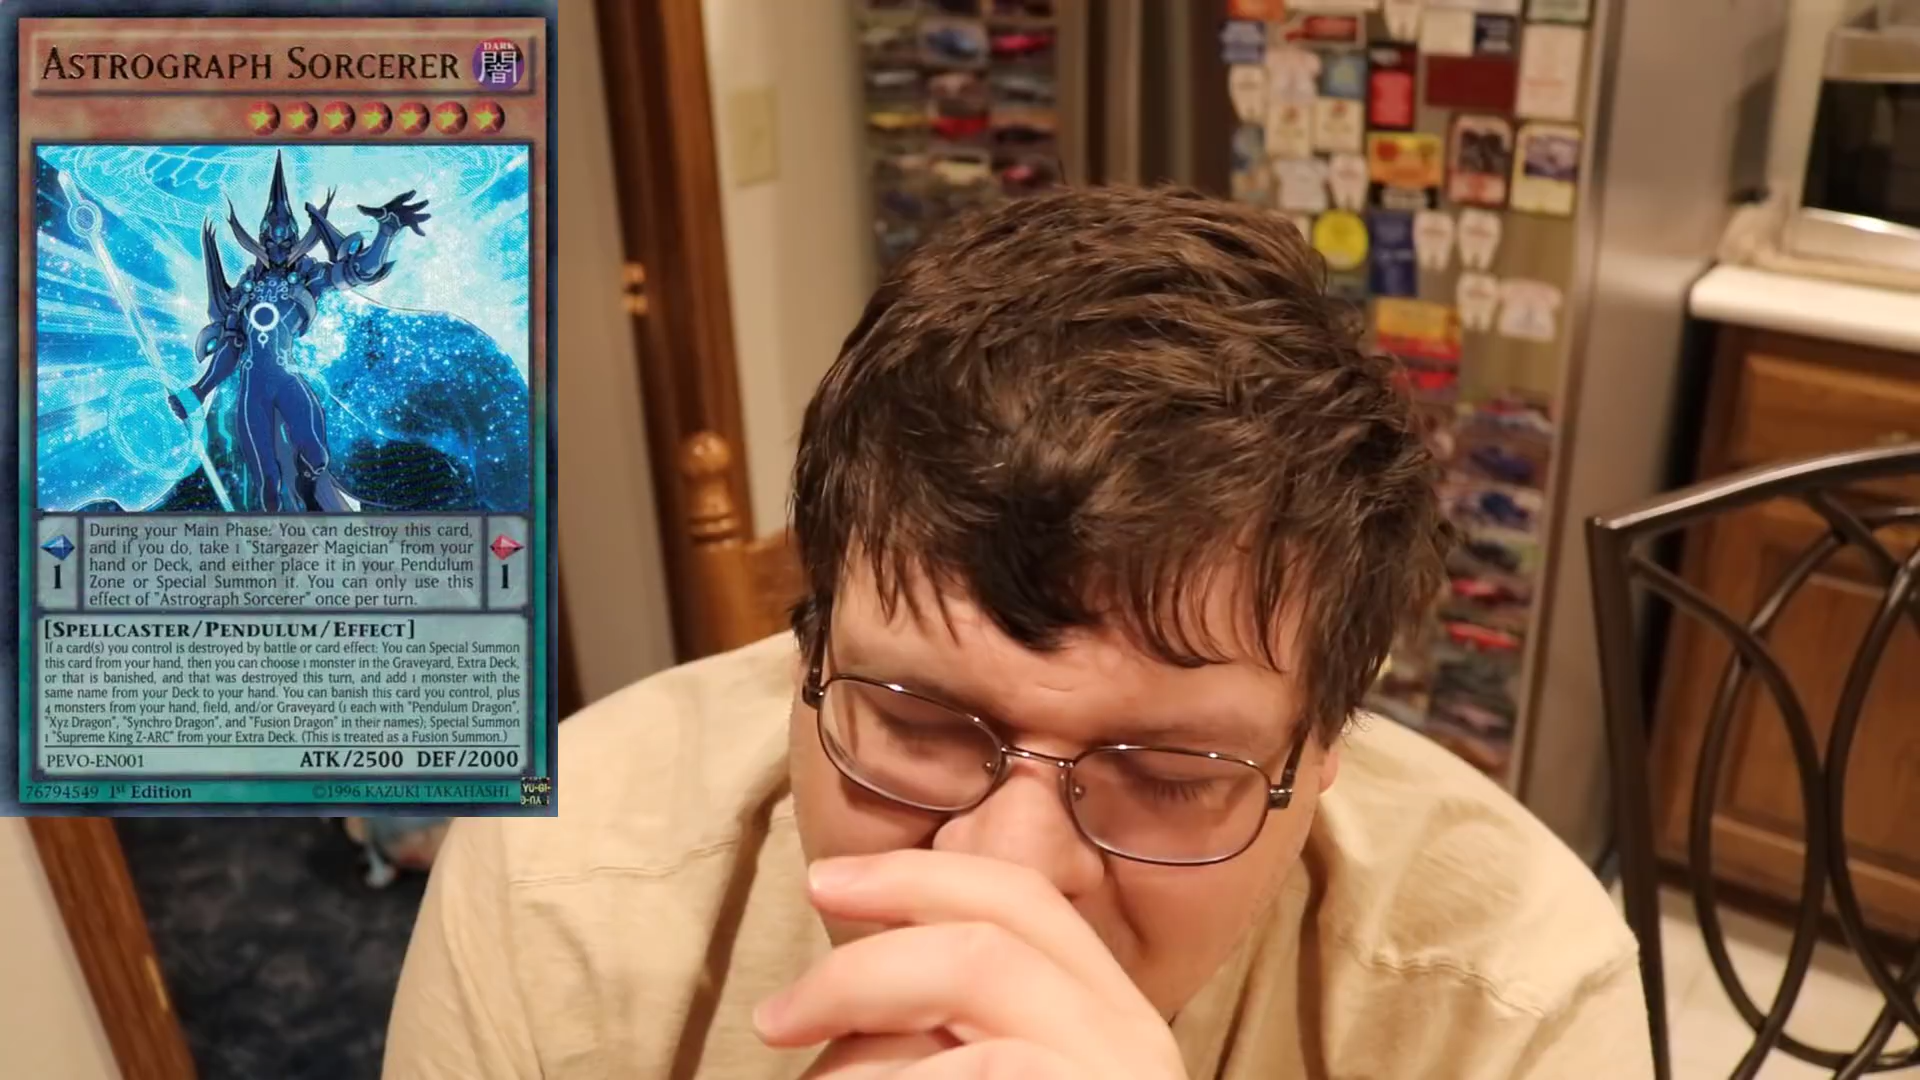 ASTROGRAPH SORCERER
DARK
闇
During your Main Phase: You can destroy this card,
and if you do, take 1 "Stargazer Magician" from your
hand or Deck, and either place it in your Pendulum
Zone or Special Summon it. You can only use this
effect of "Astrograph Sorcerer" once per turn.
1
1
[SPELLCASTER/PENDULUM/EFFECT]
If a card(s) you control is destroyed by battle or card effect: You can Special Summon
this card from your hand, then you can choose 1 monster in the Graveyard, Extra Deck,
or that is banished, and that was destroyed this turn, and add 1 monster with the
same name from your Deck to your hand. You can banish this card you control, plus
4 monsters from your hand, field, and/or Graveyard (1 each with "Pendulum Dragon",
"Xyz Dragon", "Synchro Dragon", and "Fusion Dragon" in their names); Special Summon
1 "Supreme King Z-ARC" from your Extra Deck. (This is treated as a Fusion Summon.)
PEVO-EN001 ATK/2500 DEF/2000
76794549 1st Edition ©1996 KAZUKI TAKAHASHI